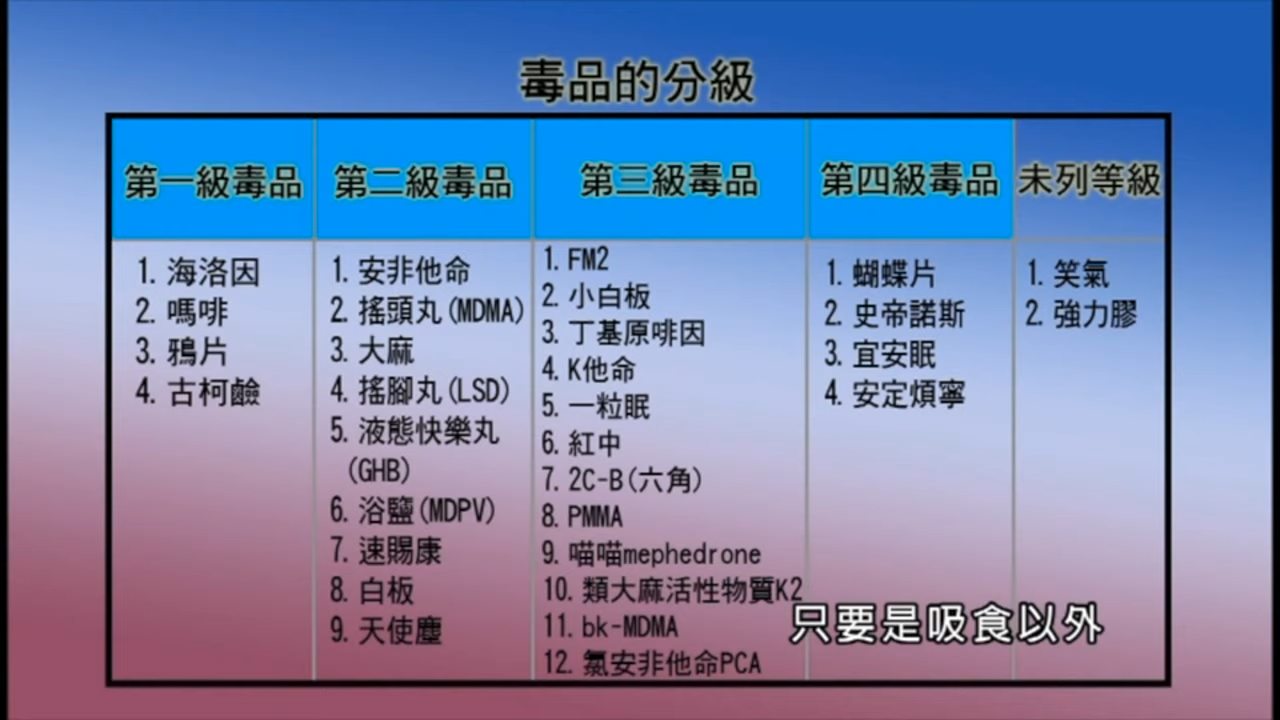 毒品的分級
第一級毒品
1. 海洛因
2. 嗎啡
3. 鴉片
4. 古柯鹼
第二級毒品
1. 安非他命
2. 搖頭丸(MDMA)
3. 大麻
4. 搖腳丸(LSD)
5. 液態快樂丸
(GHB)
6. 浴鹽(MDPV)
7. 速賜康
8. 白板
9. 天使塵
第三級毒品
1. FM2
2. 小白板
3. 丁基原啡因
4. K他命
5. 一粒眠
6. 紅中
7. 2C-B(六角)
8. PMMA
9. 喵喵mephedrone
10. 類大麻活性物質K2
11. bk-MDMA
12. 氯安非他命PCA
第四級毒品
1. 蝴蝶片
2. 史帝諾斯
3. 宜安眠
4. 安定煩寧
未列等級
1. 笑氣
2. 強力膠
只要是吸食以外